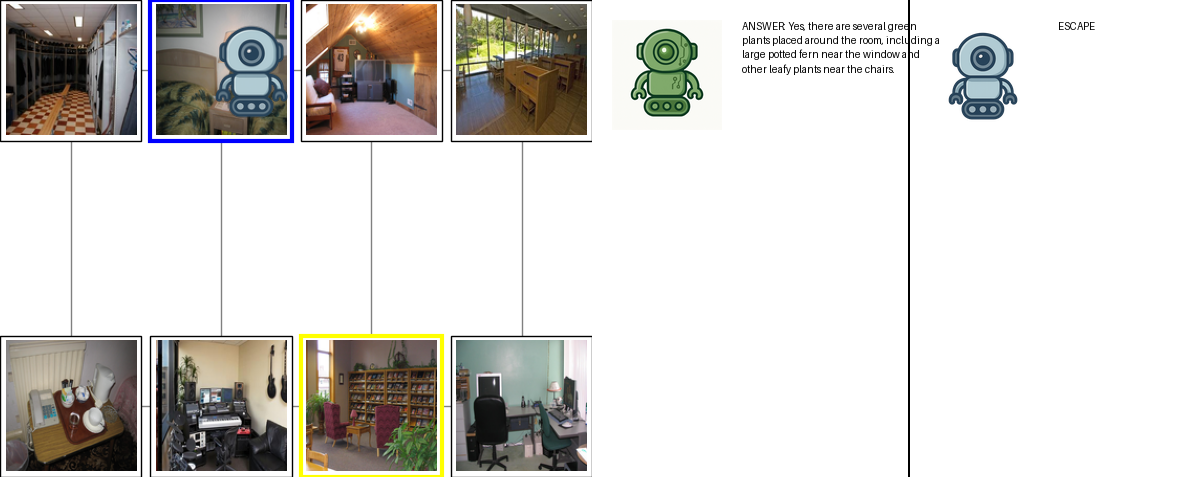 ANSWER: Yes, there are several green
plants placed around the room, including a
large potted fern near the window and
other leafy plants near the chairs.
ESCAPE